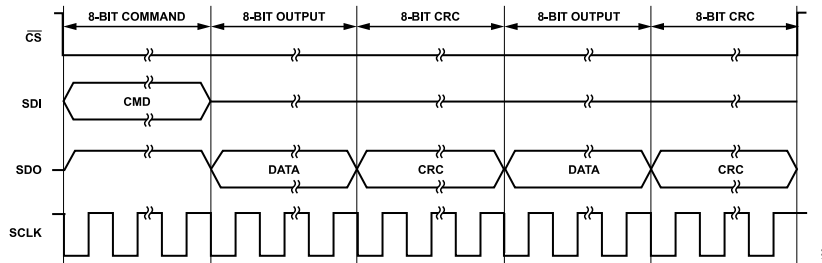 8-BIT COMMAND 8-BIT OUTPUT 8-BIT CRC 8-BIT OUTPUT 8-BIT CRC
CS
SDI CMD
SDO DATA CRC DATA CRC
SCLK